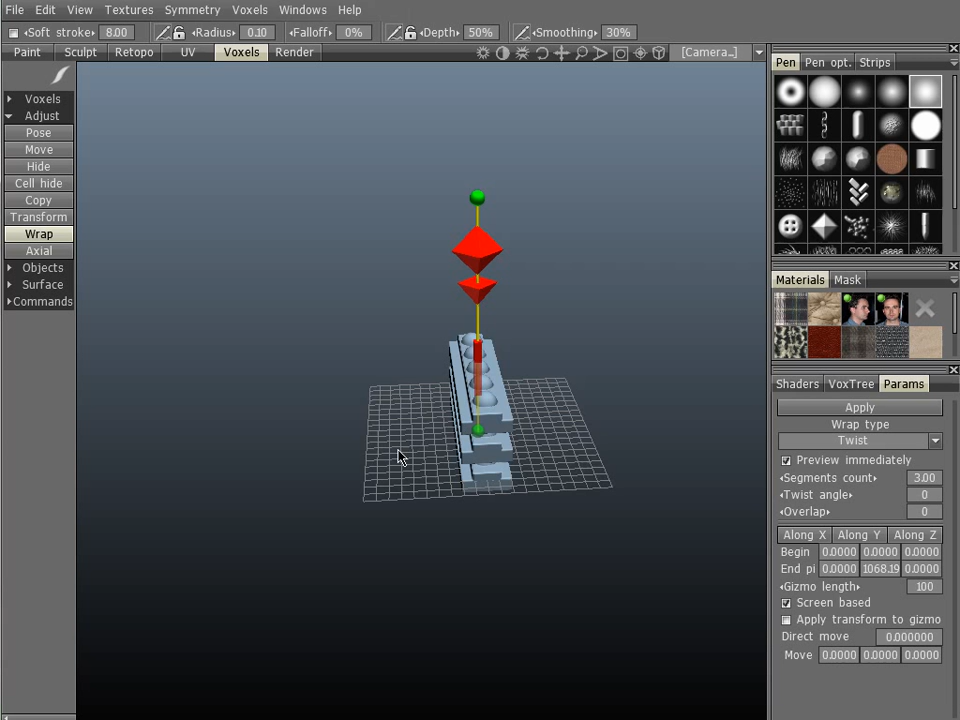 File Edit View Textures Symmetry Voxels Windows Help
Soft stroke 8.00 Radius 0.10 Falloff 0% Depth 50% Smoothing 30%
Paint Sculpt Retopo UV Voxels Render [Camera_]
Voxels
Adjust
Pose
Move
Hide
Cell hide
Copy
Transform
Wrap
Axial
Objects
Surface
Commands
Pen Pen opt. Strips
Materials Mask
Shaders VoxTree Params
Apply
Wrap type
Twist
Preview immediately
Segments count 3.00
Twist angle 0
Overlap 0
Along X Along Y Along Z
Begin 0.0000 0.0000 0.0000
End pi 0.0000 1068.19 0.0000
Gizmo length 100
Screen based
Apply transform to gizmo
Direct move 0.000000
Move 0.0000 0.0000 0.0000